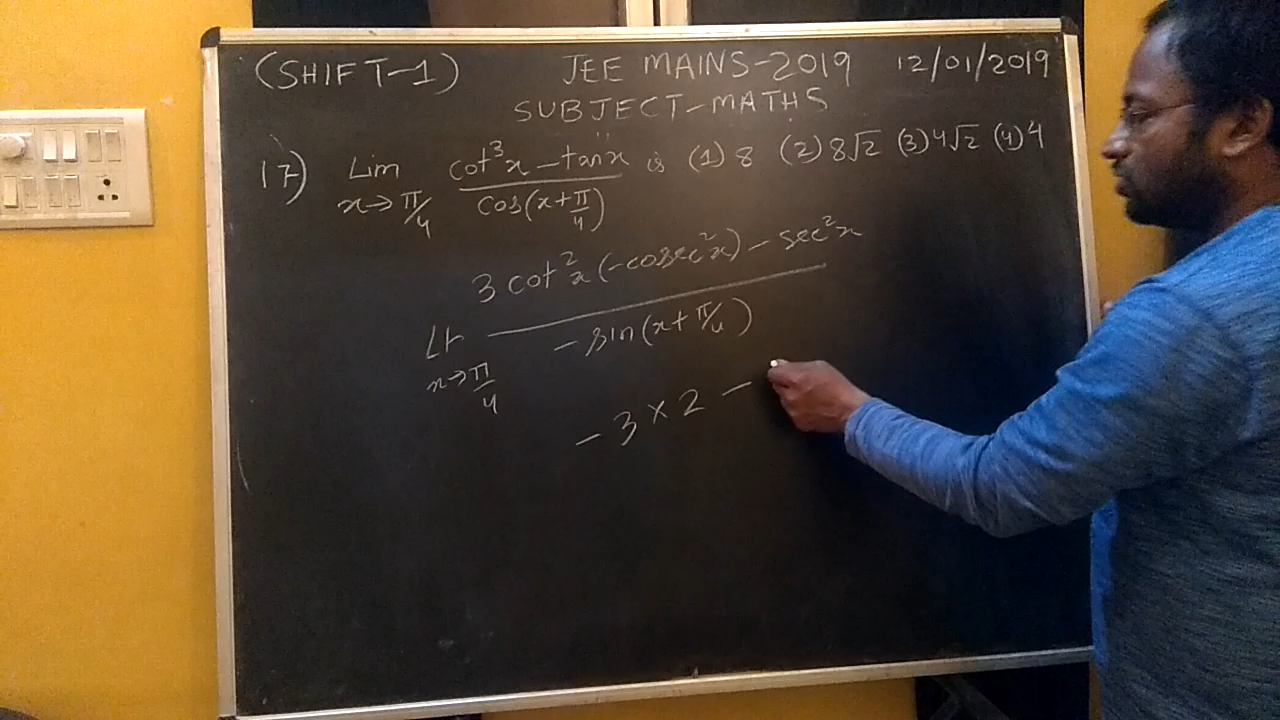 (SHIFT-1) JEE MAINS-2019 12/01/2019
SUBJECT-MATHS
17) Lim x→π/4 (cot³x − tanx)/(cos(x+π/4)) is (1) 8 (2) 8√2 (3) 4√2 (4) 4
Lt x→π/4 (3 cot²x (−cosec²x) − sec²x)/(− sin(x+π/4))
− 3 × 2 −